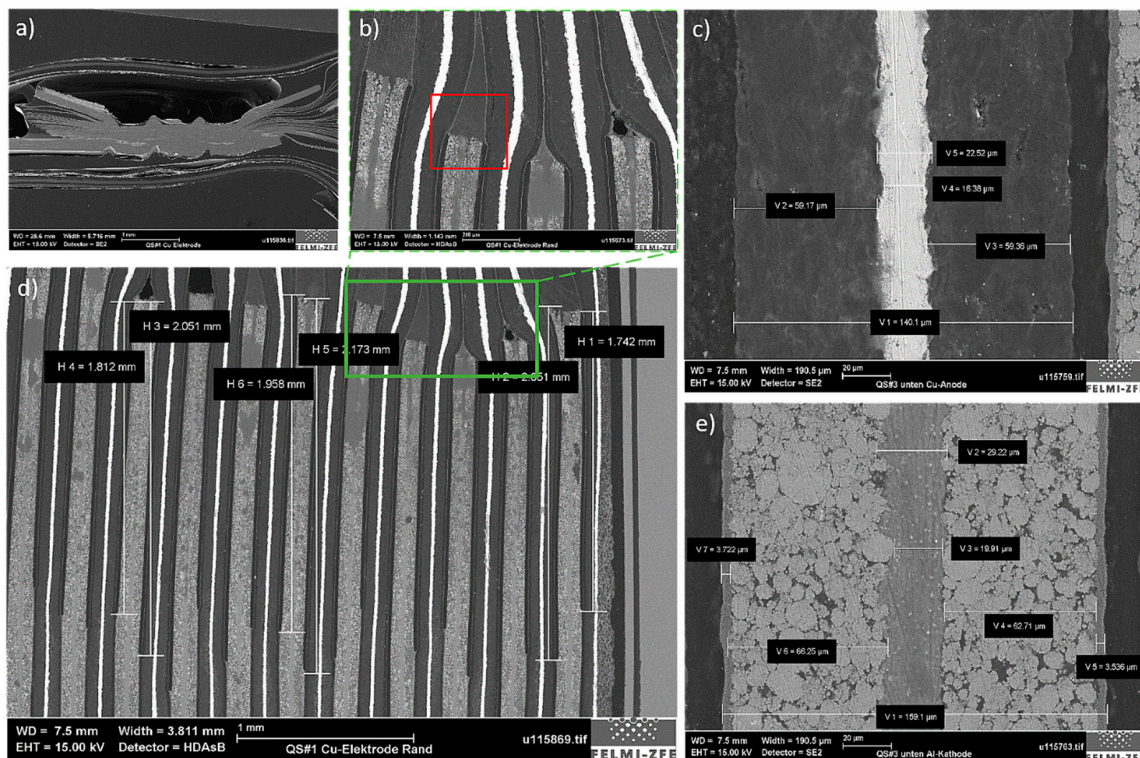 a)
WD = 28.6 mm Width = 5.716 mm 1 mm
EHT = 15.00 kV Detector = SE2 QS#1 Cu Elektrode
FELMI-ZFE
b)
WD = 7.5 mm Width = 1.143 mm 200 µm
EHT = 15.00 kV Detector = HDAsB QS#1 Cu-Elektrode Rand u115873.tif
FELMI-ZFE
c)
V 5 = 22.52 µm
V 4 = 16.38 µm
V 2 = 59.17 µm
V 3 = 59.36 µm
V 1 = 140.1 µm
WD = 7.5 mm Width = 190.5 µm 20 µm
EHT = 15.00 kV Detector = SE2 QS#3 unten Cu-Anode u115759.tif
FELMI-ZFE
d)
H 3 = 2.051 mm
H 4 = 1.812 mm
H 5 = 2.173 mm
H 6 = 1.958 mm
H 1 = 1.742 mm
H 2 = 2.051 mm
WD = 7.5 mm Width = 3.811 mm 1 mm
EHT = 15.00 kV Detector = HDAsB QS#1 Cu-Elektrode Rand u115869.tif
FELMI-ZFE
e)
V 2 = 29.22 µm
V 7 = 3.722 µm
V 3 = 19.91 µm
V 4 = 62.71 µm
V 6 = 66.25 µm
V 5 = 3.536 µm
V 1 = 159.1 µm
WD = 7.5 mm Width = 190.5 µm 20 µm
EHT = 15.00 kV Detector = SE2 QS#3 unten Al-Kathode u115763.tif
FELMI-ZFE